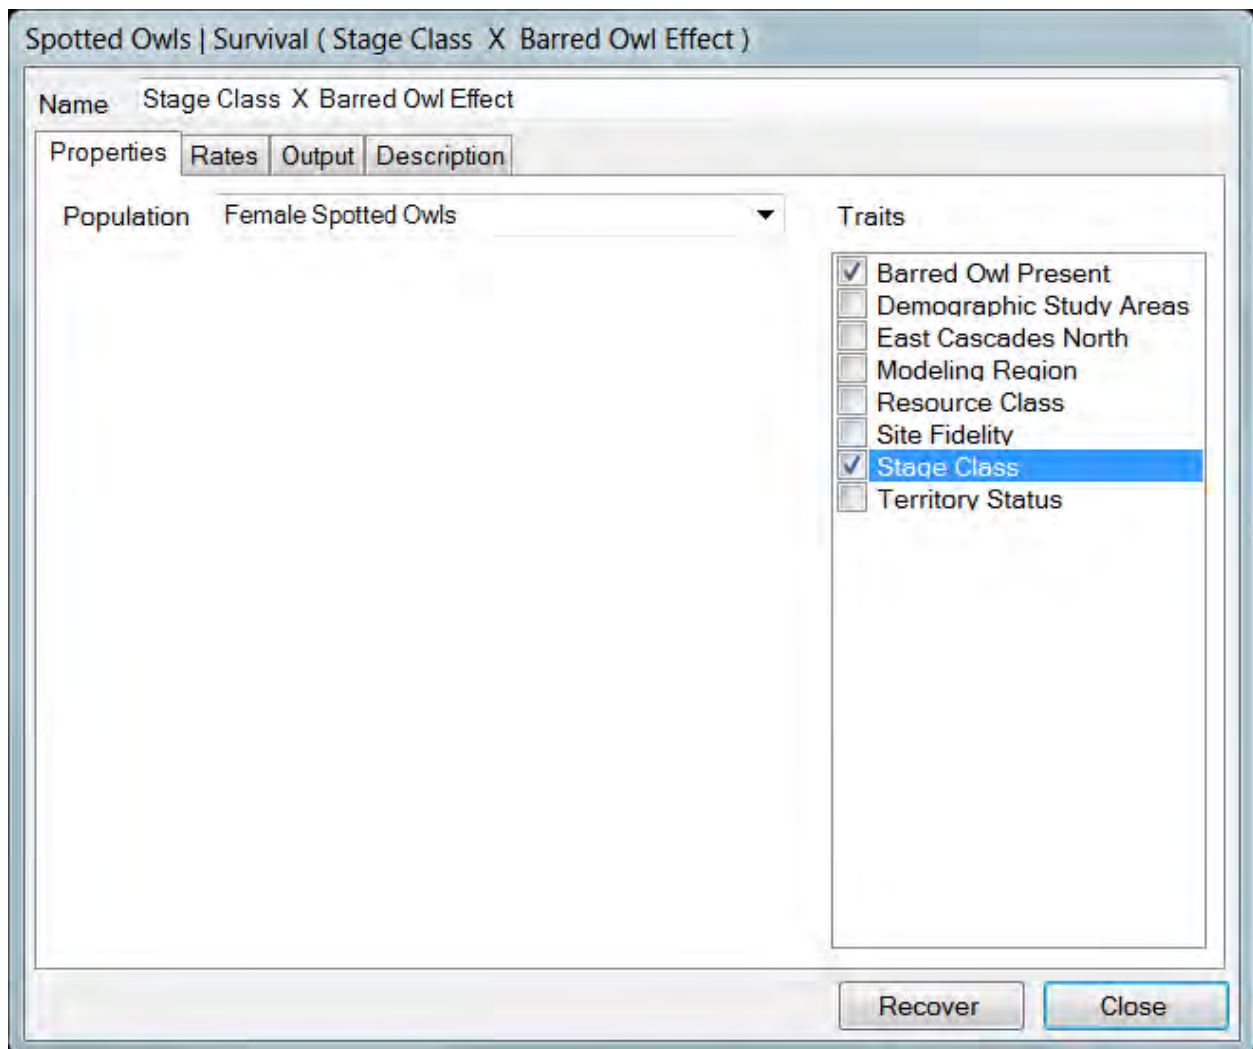 Spotted Owls | Survival ( Stage Class X Barred Owl Effect )
Name Stage Class X Barred Owl Effect
Properties Rates Output Description
Population Female Spotted Owls
Traits
Barred Owl Present
Demographic Study Areas
East Cascades North
Modeling Region
Resource Class
Site Fidelity
Stage Class
Territory Status
Recover Close